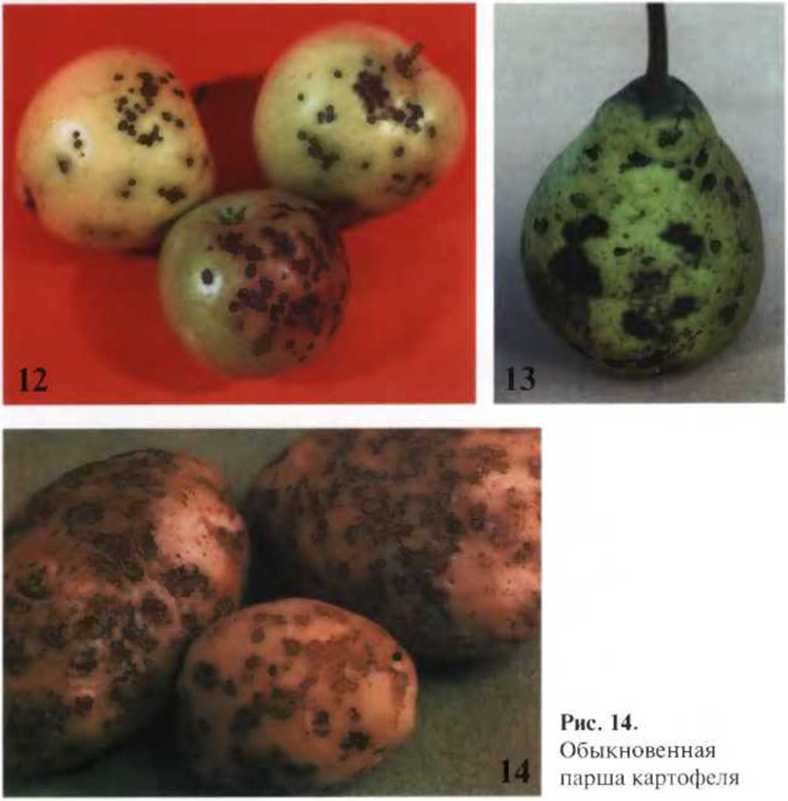 12
13
14
Рис. 14.
Обыкновенная
парша картофеля